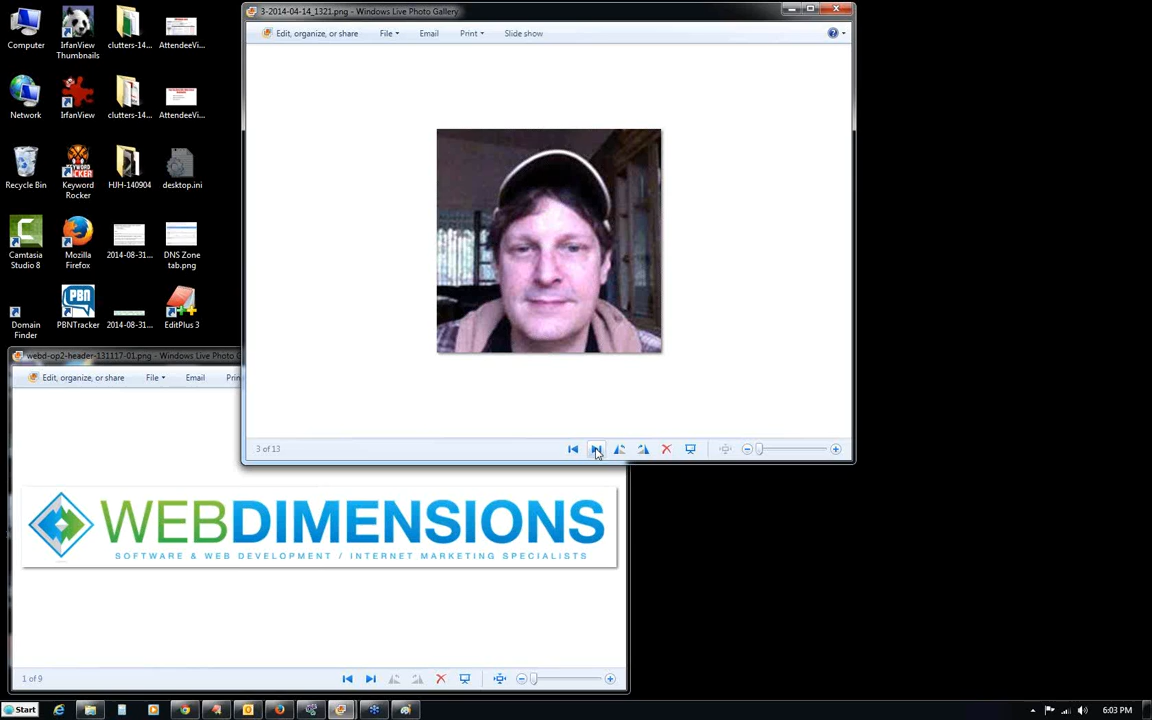 Computer
IrfanView Thumbnails
clutters-14...
AttendeeVi...
Network
IrfanView
clutters-14...
AttendeeVi...
Recycle Bin
Keyword Rocker
HJH-140904
desktop.ini
Camtasia Studio 8
Mozilla Firefox
2014-08-31...
DNS Zone tab.png
Domain Finder
PBNTracker
2014-08-31...
EditPlus 3
3-2014-04-14_1321.png - Windows Live Photo Gallery
Edit, organize, or share
File
Email
Print
Slide show
3 of 13
webd-op2-header-131117-01.png - Windows Live Photo G
Edit, organize, or share
File
Email
Prin
WEBDIMENSIONS
SOFTWARE & WEB DEVELOPMENT / INTERNET MARKETING SPECIALISTS
1 of 9
Start
6:03 PM